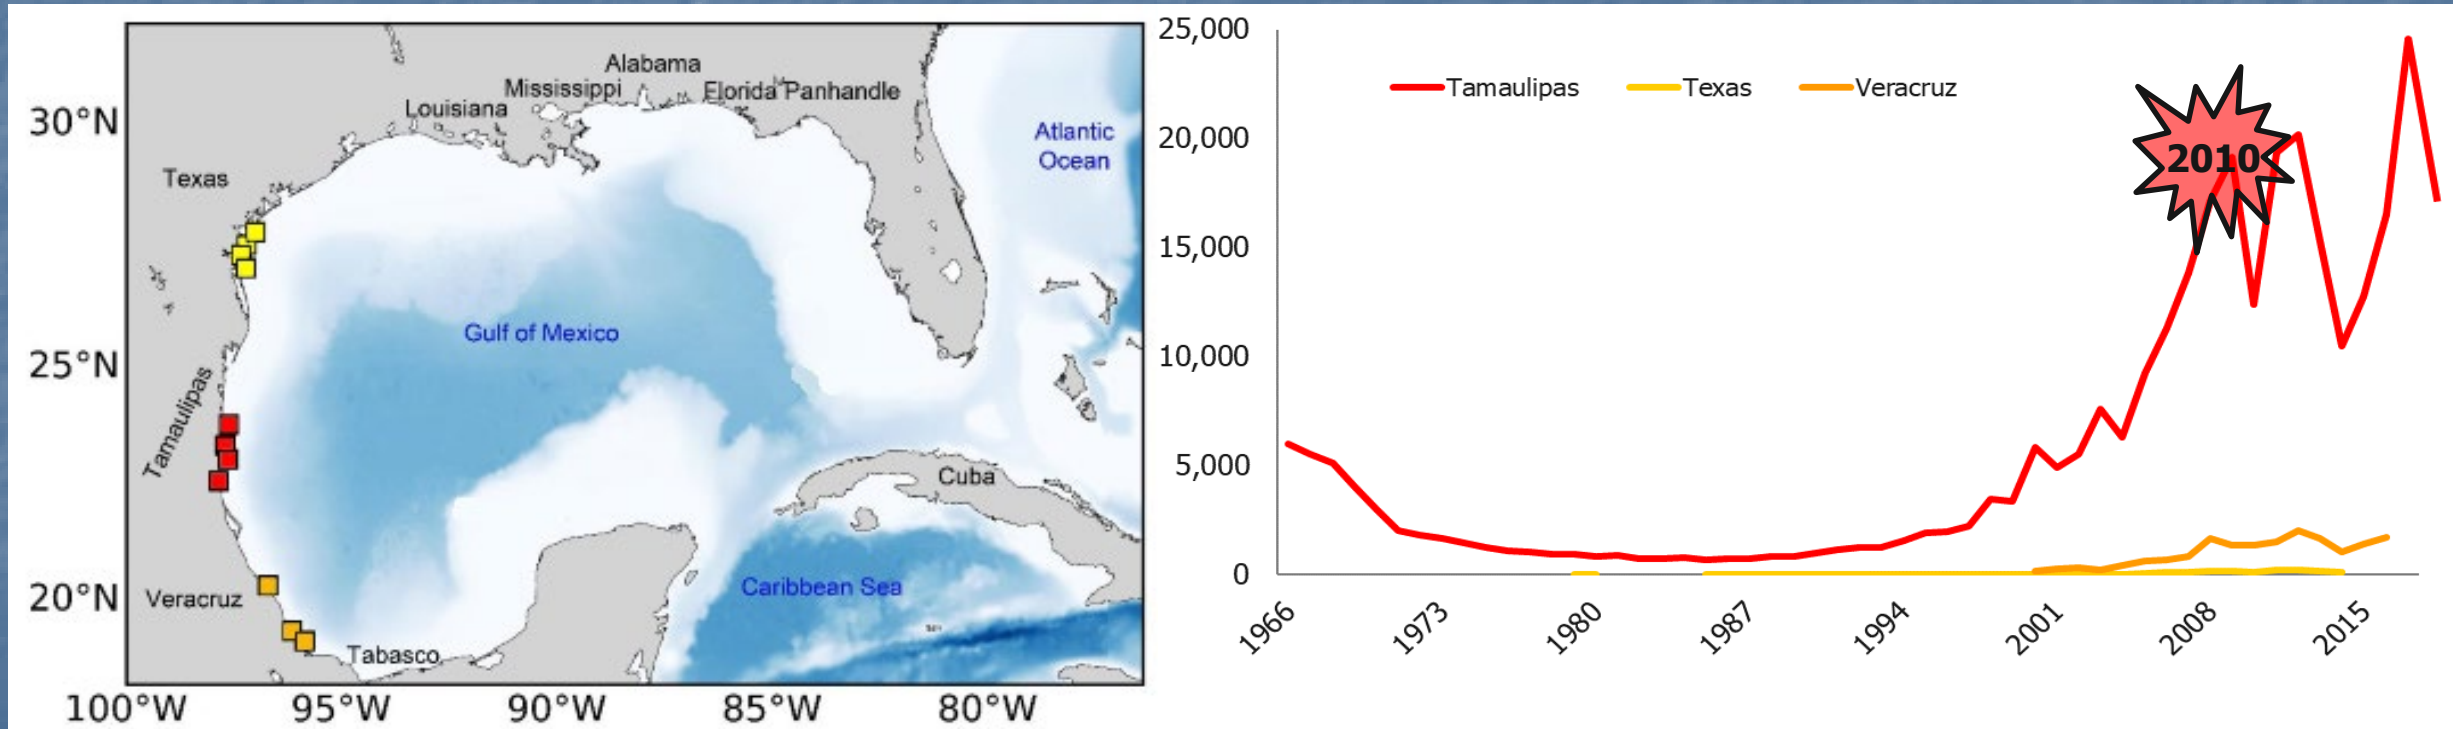 30°N
25°N
20°N
100°W
95°W
90°W
85°W
80°W
Alabama
Mississippi
Florida Panhandle
Louisiana
Texas
Atlantic
Ocean
Gulf of Mexico
Tamaulipas
Cuba
Caribbean Sea
Veracruz
Tabasco
25,000
20,000
15,000
10,000
5,000
0
Tamaulipas
Texas
Veracruz
2010
1966
1973
1980
1987
1994
2001
2008
2015